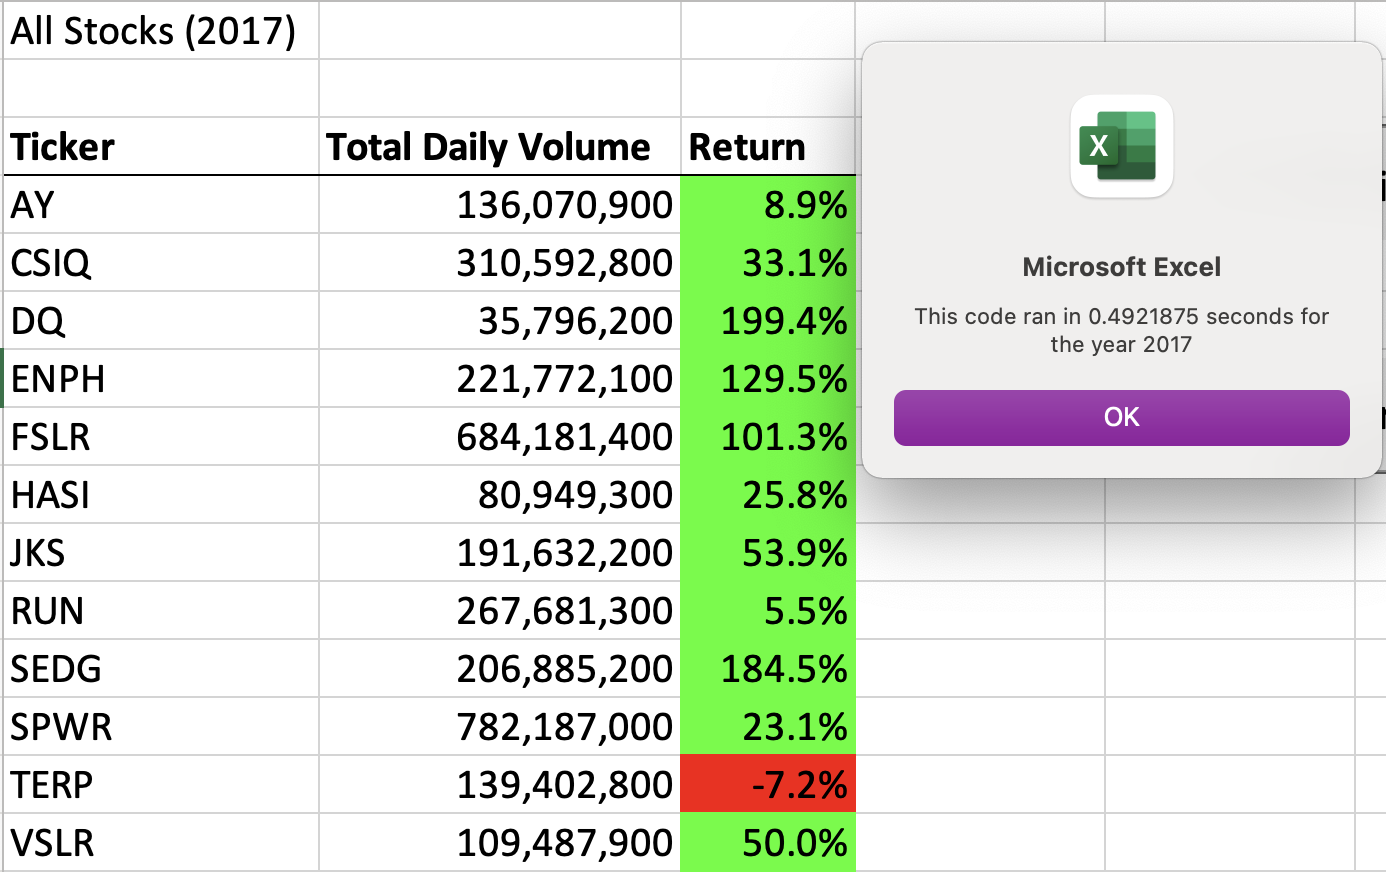 All Stocks (2017)
Ticker Total Daily Volume Return
AY 136,070,900 8.9%
CSIQ 310,592,800 33.1%
DQ 35,796,200 199.4%
ENPH 221,772,100 129.5%
FSLR 684,181,400 101.3%
HASI 80,949,300 25.8%
JKS 191,632,200 53.9%
RUN 267,681,300 5.5%
SEDG 206,885,200 184.5%
SPWR 782,187,000 23.1%
TERP 139,402,800 -7.2%
VSLR 109,487,900 50.0%
X
Microsoft Excel
This code ran in 0.4921875 seconds for
the year 2017
OK